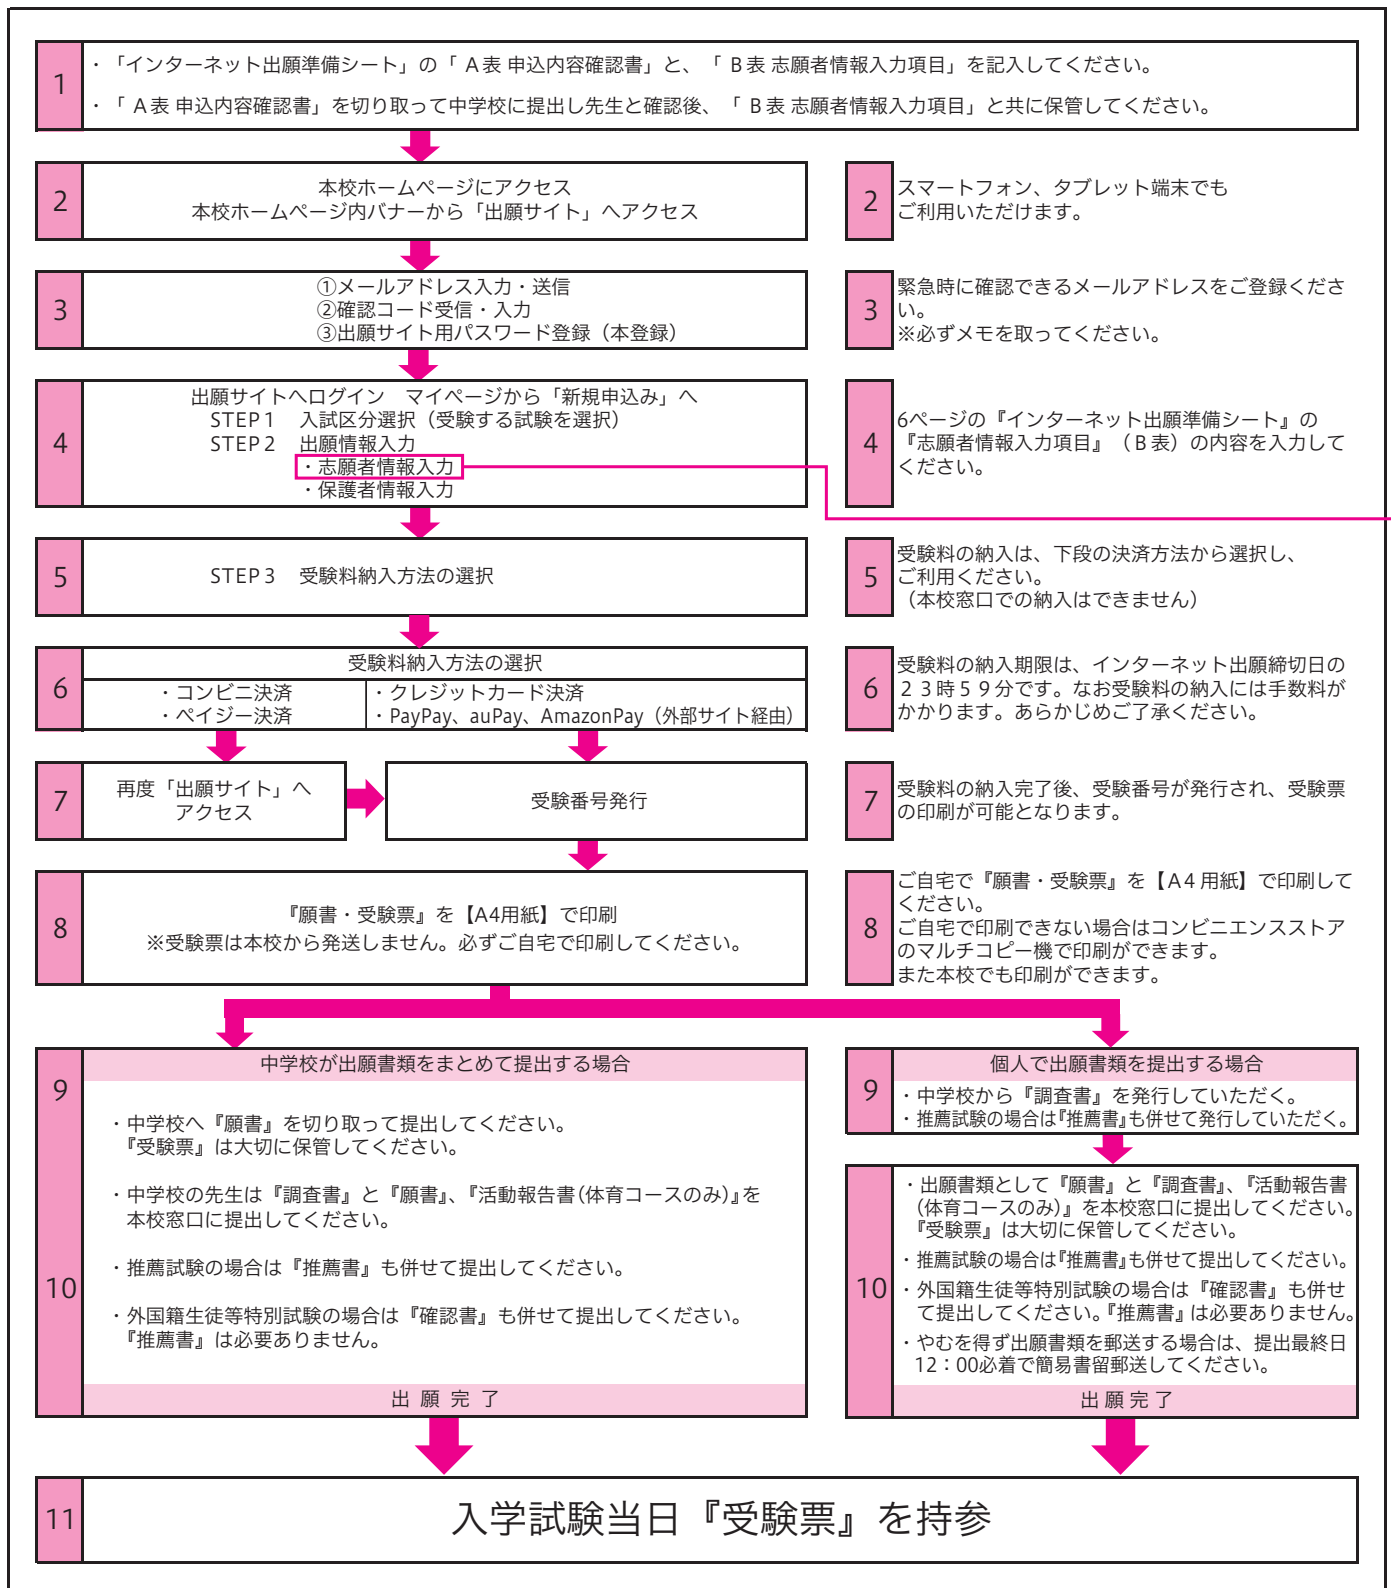 1
・「インターネット出願準備シート」の「 A表 申込内容確認書」と、「 B表 志願者情報入力項目」を記入してください。
・「 A表 申込内容確認書」を切り取って中学校に提出し先生と確認後、「 B表 志願者情報入力項目」と共に保管してください。
2
本校ホームページにアクセス
本校ホームページ内バナーから「出願サイト」へアクセス
2
スマートフォン、タブレット端末でも
ご利用いただけます。
3
①メールアドレス入力・送信
②確認コード受信・入力
③出願サイト用パスワード登録（本登録）
3
緊急時に確認できるメールアドレスをご登録くださ
い。
※必ずメモを取ってください。
4
出願サイトへログイン　マイページから「新規申込み」へ
STEP1　入試区分選択（受験する試験を選択）
STEP2　出願情報入力
・志願者情報入力
・保護者情報入力
4
6ページの『インターネット出願準備シート』の
『志願者情報入力項目』（B表）の内容を入力して
ください。
5
STEP3　受験料納入方法の選択
5
受験料の納入は、下段の決済方法から選択し、
ご利用ください。
（本校窓口での納入はできません）
6
受験料納入方法の選択
・コンビニ決済
・ペイジー決済
・クレジットカード決済
・PayPay、auPay、AmazonPay（外部サイト経由）
6
受験料の納入期限は、インターネット出願締切日の
２３時５９分です。なお受験料の納入には手数料が
かかります。あらかじめご了承ください。
7
再度「出願サイト」へ
アクセス
受験番号発行
7
受験料の納入完了後、受験番号が発行され、受験票
の印刷が可能となります。
8
『願書・受験票』を【A4用紙】で印刷
※受験票は本校から発送しません。必ずご自宅で印刷してください。
8
ご自宅で『願書・受験票』を【A4 用紙】で印刷して
ください。
ご自宅で印刷できない場合はコンビニエンスストア
のマルチコピー機で印刷ができます。
また本校でも印刷ができます。
9
10
中学校が出願書類をまとめて提出する場合
・中学校へ『願書』を切り取って提出してください。
『受験票』は大切に保管してください。
・中学校の先生は『調査書』と『願書』、『活動報告書（体育コースのみ）』を
本校窓口に提出してください。
・推薦試験の場合は『推薦書』も併せて提出してください。
・外国籍生徒等特別試験の場合は『確認書』も併せて提出してください。
『推薦書』は必要ありません。
出 願 完 了
9
個人で出願書類を提出する場合
・中学校から『調査書』を発行していただく。
・推薦試験の場合は『推薦書』も併せて発行していただく。
10
・出願書類として『願書』と『調査書』、『活動報告書
（体育コースのみ）』を本校窓口に提出してください。
『受験票』は大切に保管してください。
・推薦試験の場合は『推薦書』も併せて提出してください。
・外国籍生徒等特別試験の場合は『確認書』も併せ
て提出してください。『推薦書』は必要ありません。
・やむを得ず出願書類を郵送する場合は、提出最終日
12：00必着で簡易書留郵送してください。
出 願 完 了
11
入学試験当日『受験票』を持参